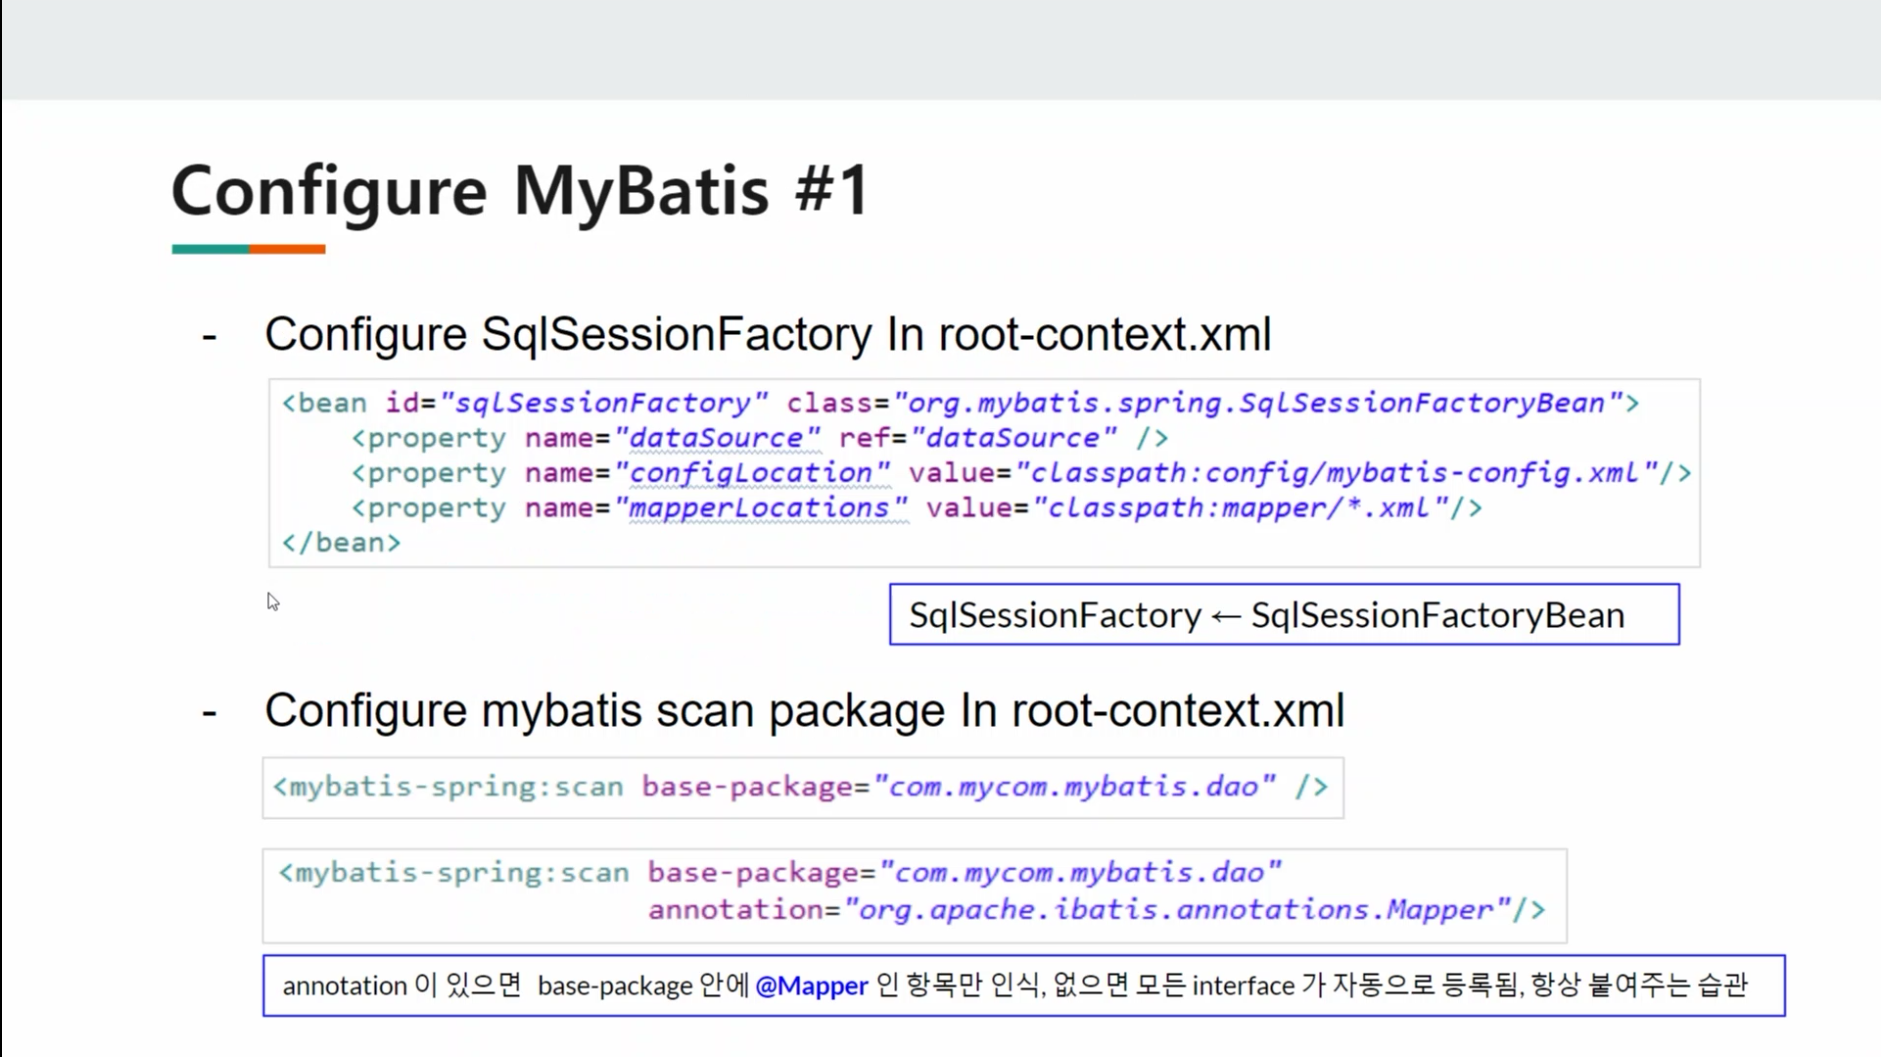 Configure MyBatis #1
- Configure SqlSessionFactory In root-context.xml
<bean id="sqlSessionFactory" class="org.mybatis.spring.SqlSessionFactoryBean">
<property name="dataSource" ref="dataSource" />
<property name="configLocation" value="classpath:config/mybatis-config.xml"/>
<property name="mapperLocations" value="classpath:mapper/*.xml"/>
</bean>
SqlSessionFactory ← SqlSessionFactoryBean
- Configure mybatis scan package In root-context.xml
<mybatis-spring:scan base-package="com.mycom.mybatis.dao" />
<mybatis-spring:scan base-package="com.mycom.mybatis.dao"
annotation="org.apache.ibatis.annotations.Mapper"/>
annotation 이 있으면 base-package 안에 @Mapper 인 항목만 인식, 없으면 모든 interface 가 자동으로 등록됨, 항상 붙여주는 습관